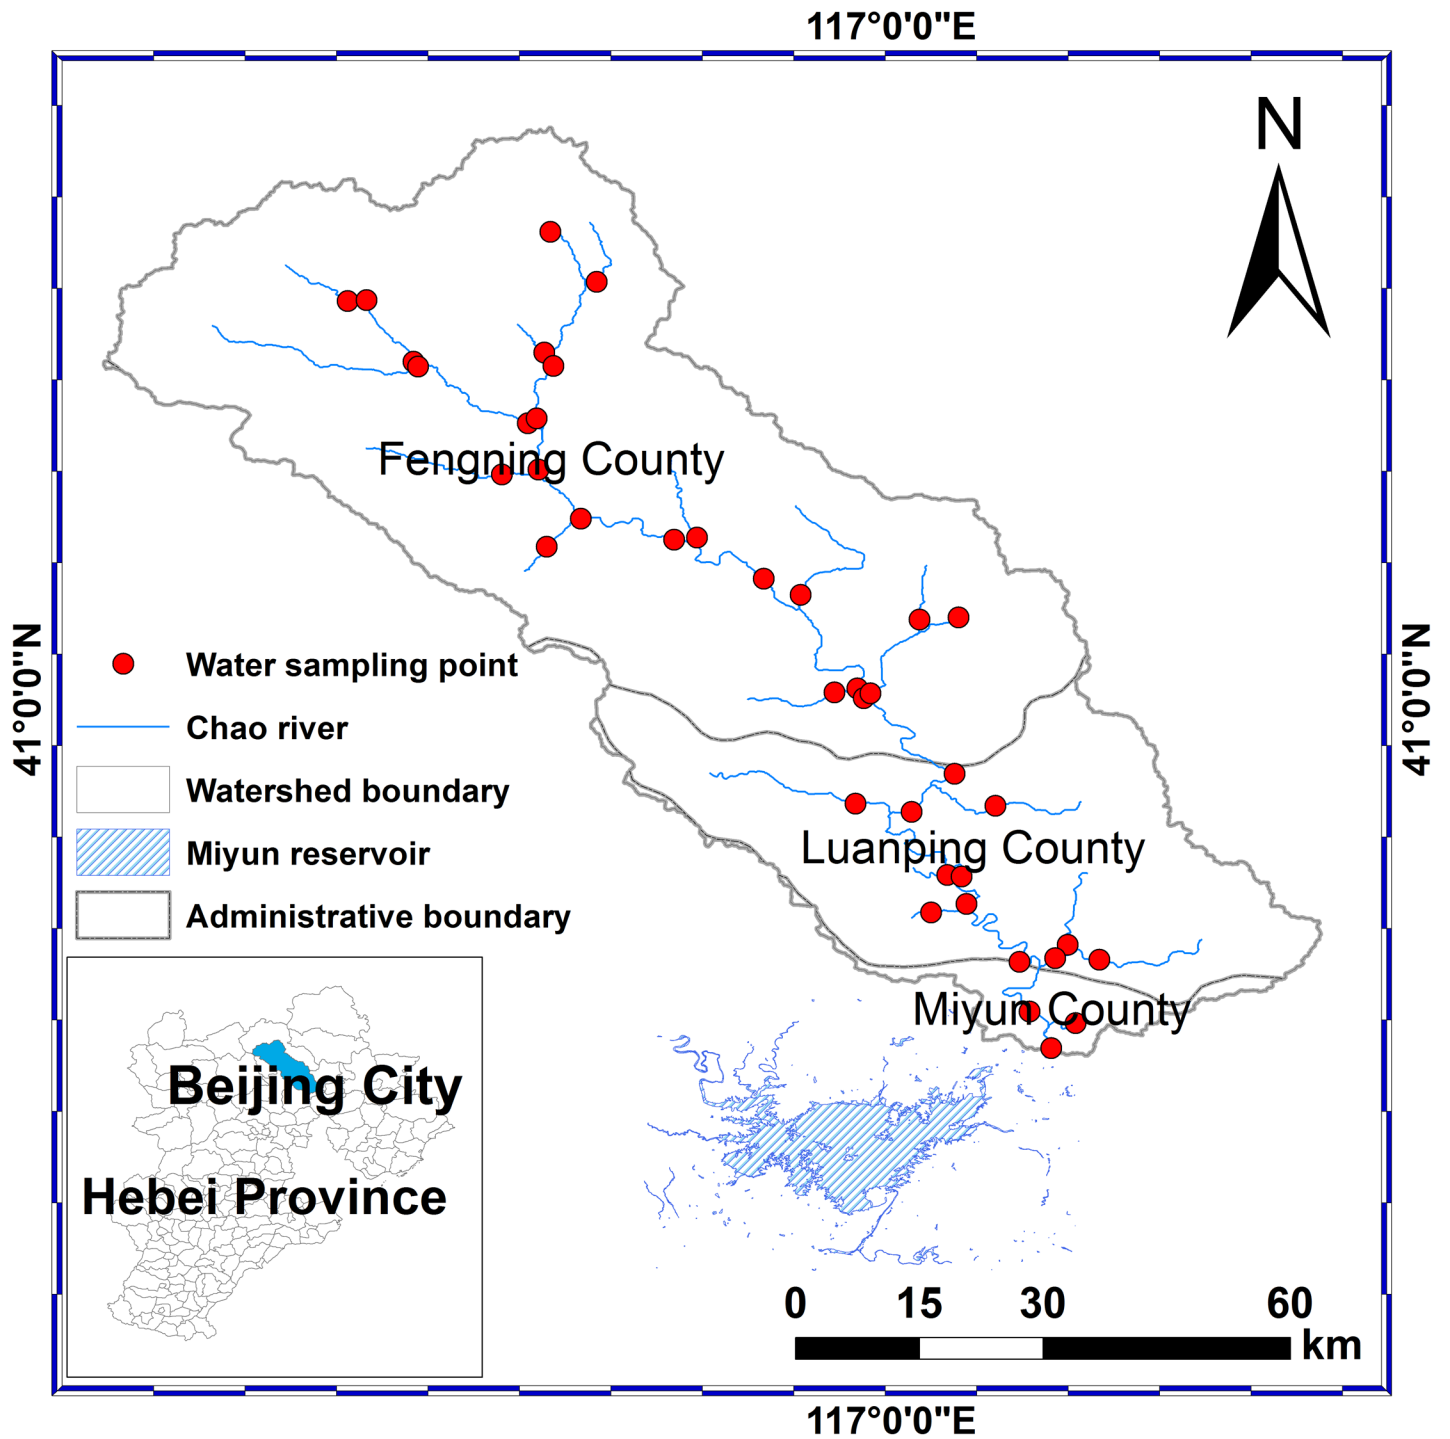 117°0'0"E
N
Fengning County
41°0'0"N
41°0'0"N
Water sampling point
Chao river
Watershed boundary
Miyun reservoir
Administrative boundary
Luanping County
Miyun County
Beijing City
Hebei Province
0 15 30 60
km
117°0'0"E